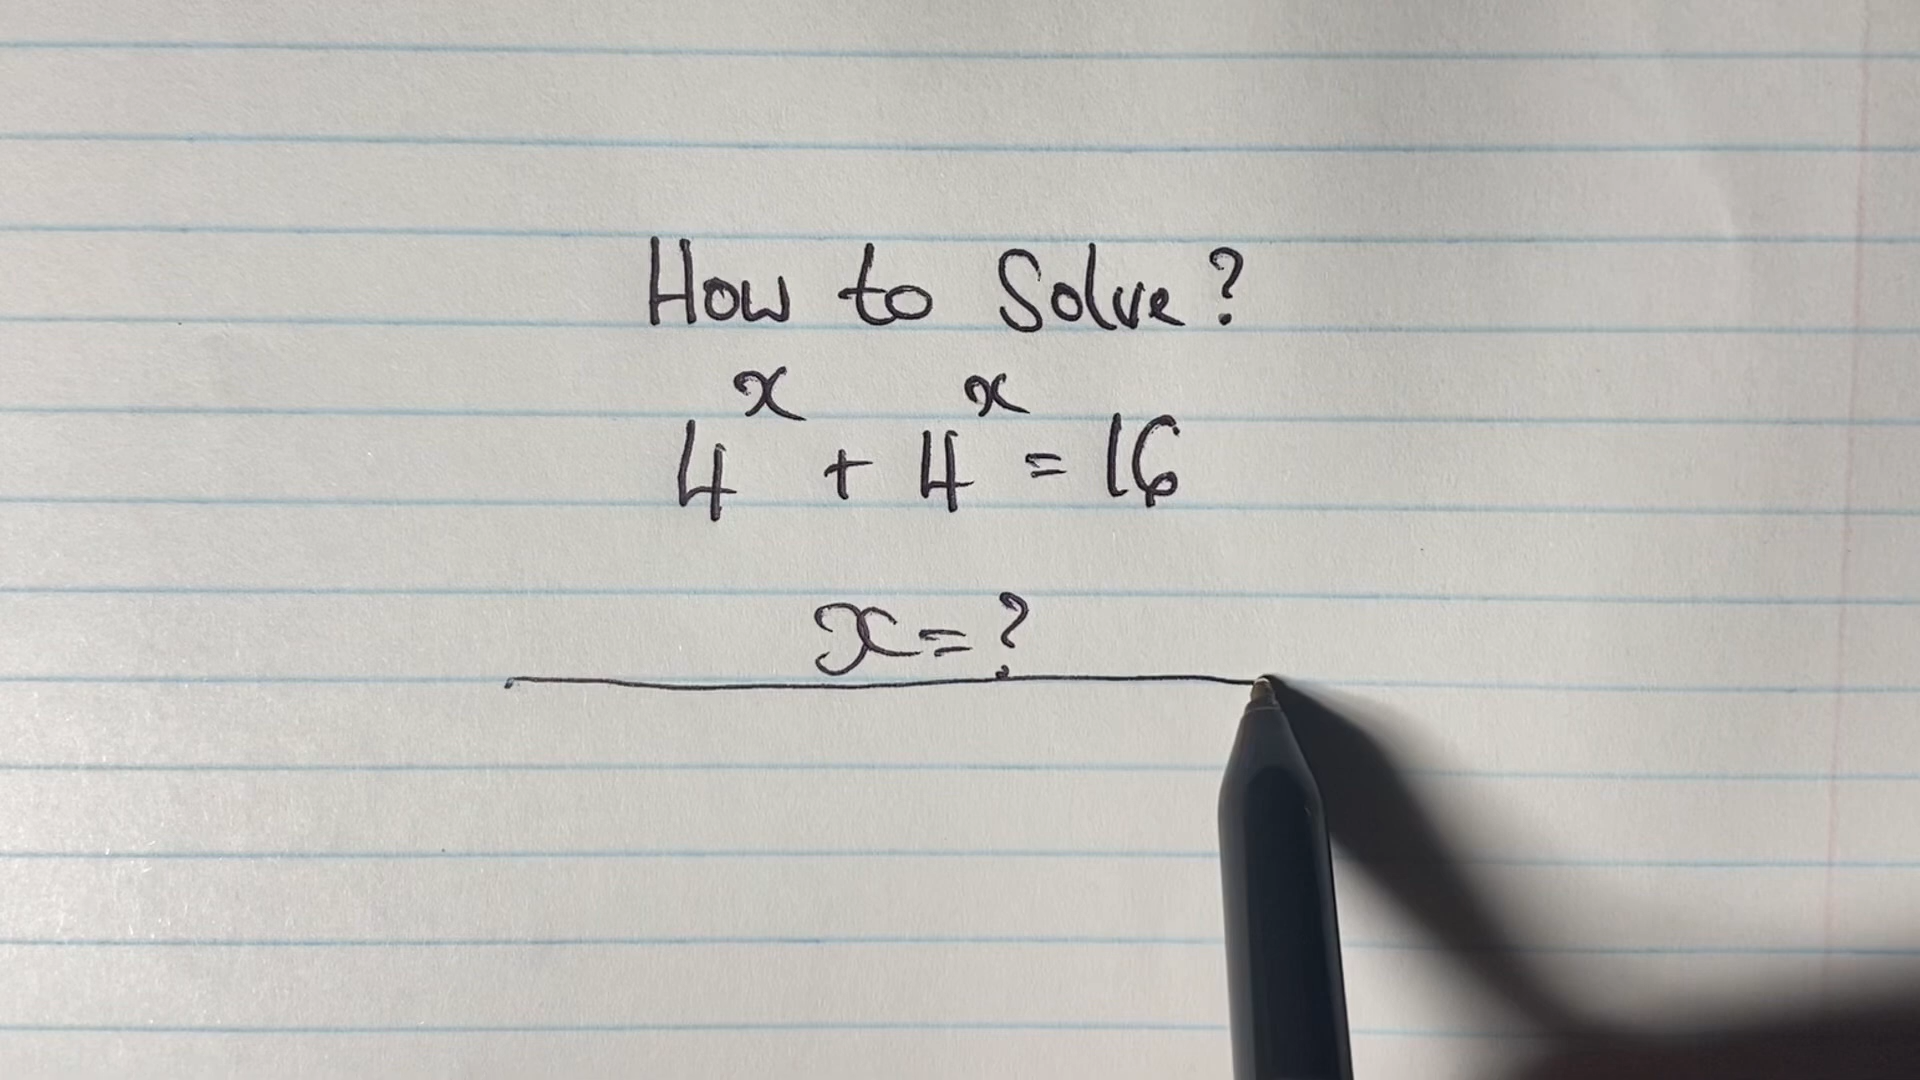 How to Solve?
4^x + 4^x = 16
x = ?